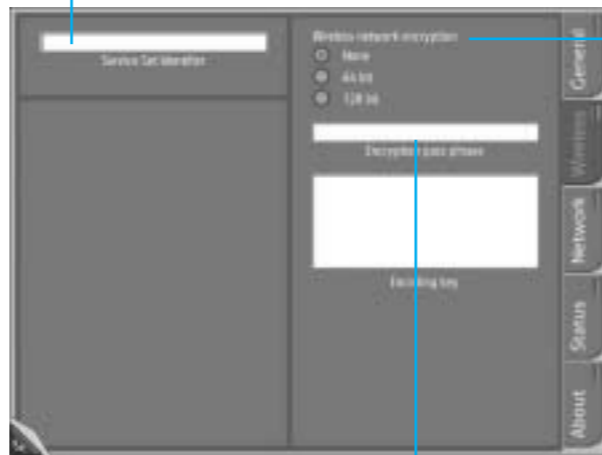 Service Set Identifier
Wireless network encryption
None
64 bit
128 bit
Encryption pass phrase
Encoding key
General
Wireless
Network
Status
About